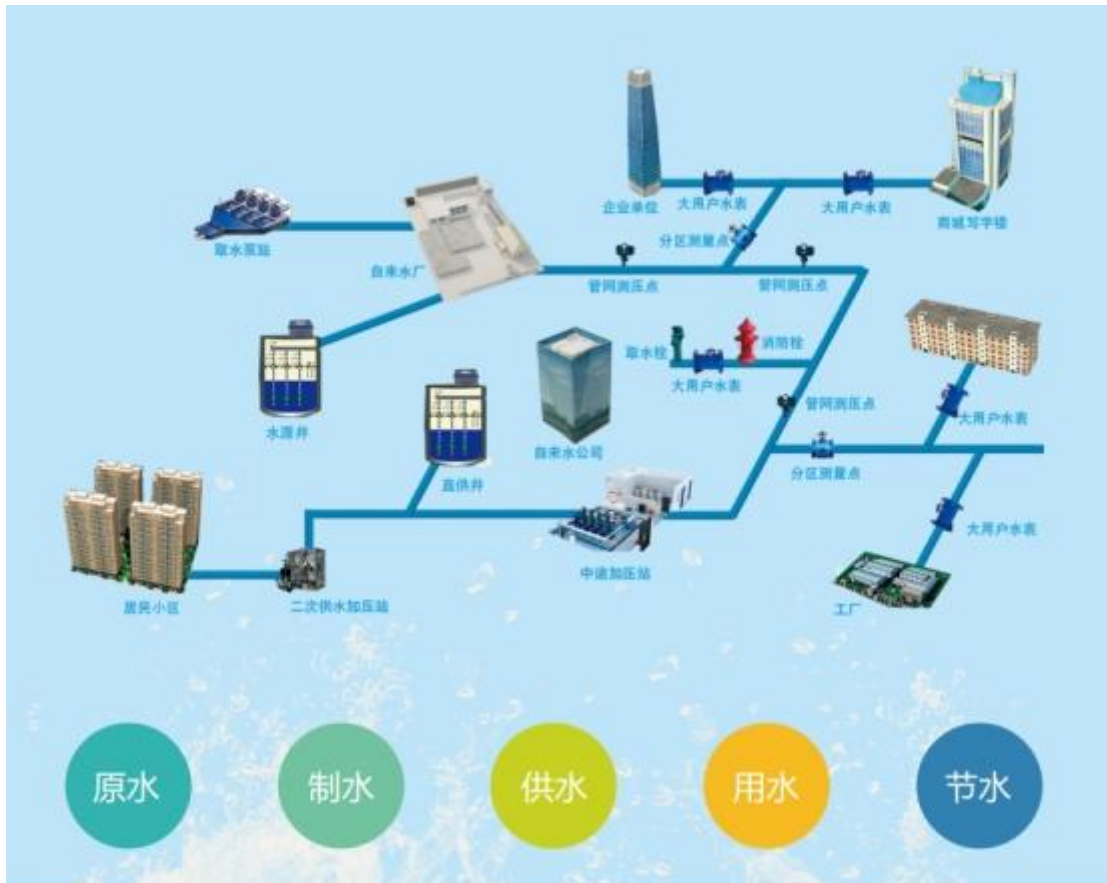 企业单位
大用户水表
大用户水表
商城写字楼
取水泵站
自来水厂
分区测量点
管网测压点
管网测压点
取水栓
消防栓
大用户水表
水源井
直供井
自来水公司
管网测压点
大用户水表
分区测量点
大用户水表
中途加压站
居民小区
二次供水加压站
工厂
原水
制水
供水
用水
节水